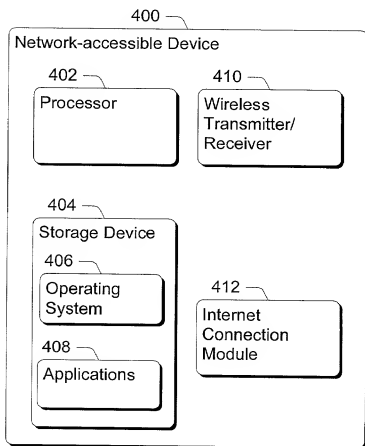 400
Network-accessible Device
402
Processor
410
Wireless
Transmitter/
Receiver
404
Storage Device
406
Operating
System
408
Applications
412
Internet
Connection
Module